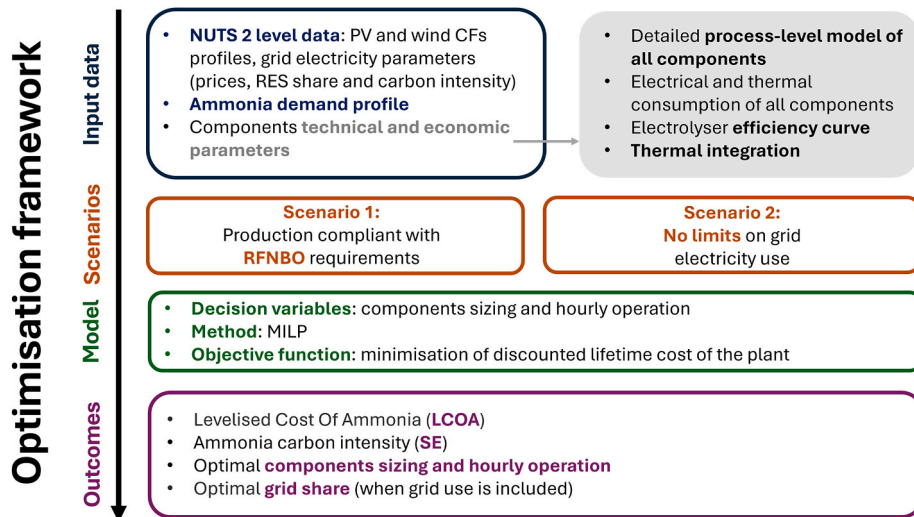 Optimisation framework
Input data
• NUTS 2 level data: PV and wind CFs
profiles, grid electricity parameters
(prices, RES share and carbon intensity)
• Ammonia demand profile
• Components technical and economic
parameters
• Detailed process-level model of
all components
• Electrical and thermal
consumption of all components
• Electrolyser efficiency curve
• Thermal integration
Scenarios
Scenario 1:
Production compliant with
RFNBO requirements
Scenario 2:
No limits on grid
electricity use
Model
• Decision variables: components sizing and hourly operation
• Method: MILP
• Objective function: minimisation of discounted lifetime cost of the plant
Outcomes
• Levelised Cost Of Ammonia (LCOA)
• Ammonia carbon intensity (SE)
• Optimal components sizing and hourly operation
• Optimal grid share (when grid use is included)